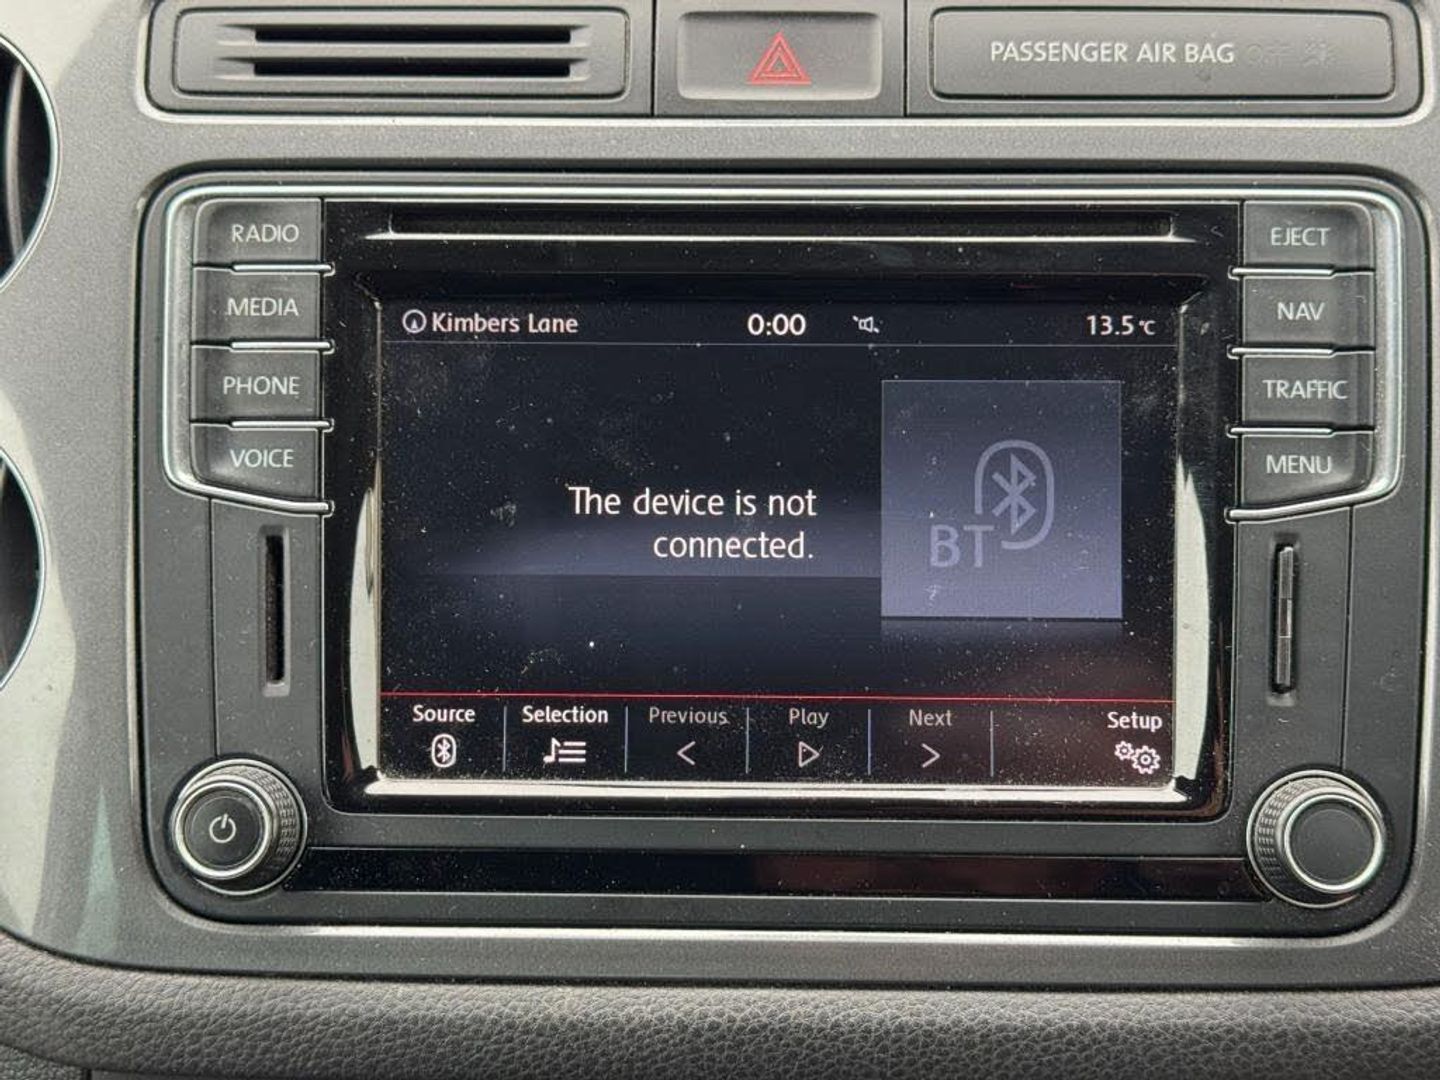 PASSENGER AIR BAG
RADIO
EJECT
MEDIA
NAV
Kimbers Lane 0:00 13.5°C
PHONE
TRAFFIC
VOICE
MENU
The device is not
connected.
BT
Source Selection Previous Play Next Setup